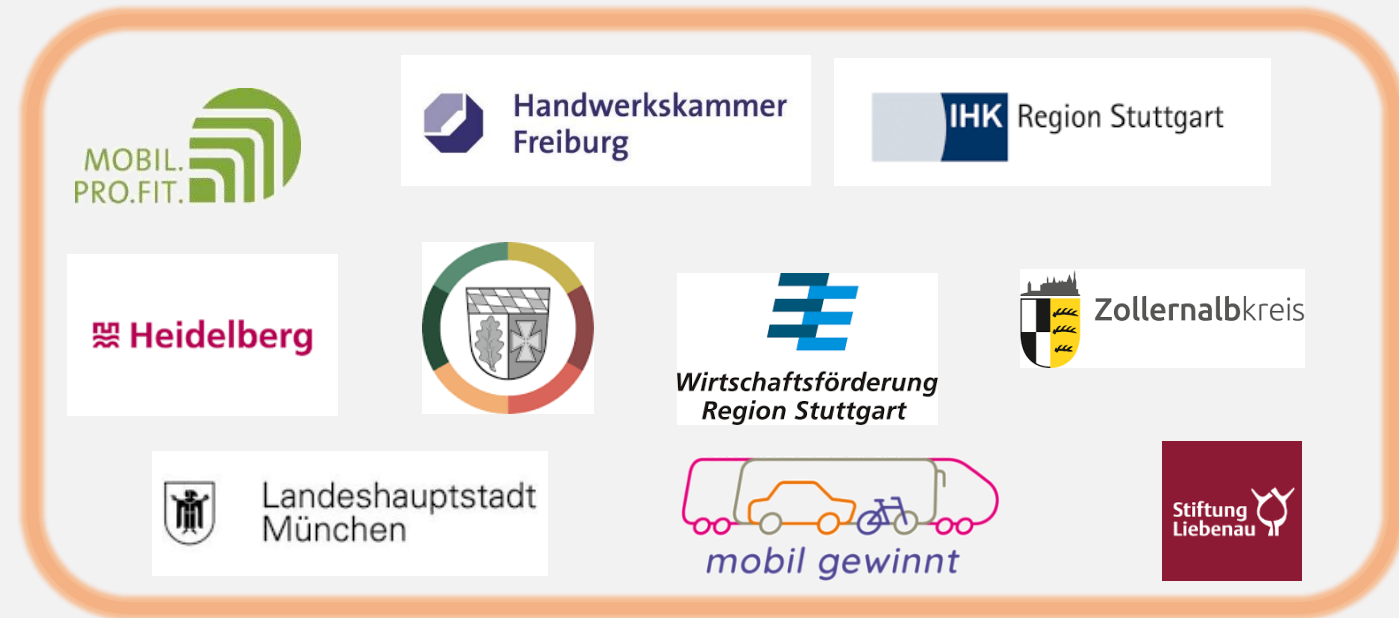 MOBIL.
PRO.FIT.
Handwerkskammer
Freiburg
IHK Region Stuttgart
Heidelberg
Wirtschaftsförderung
Region Stuttgart
Zollernalbkreis
Landeshauptstadt
München
mobil gewinnt
Stiftung
Liebenau